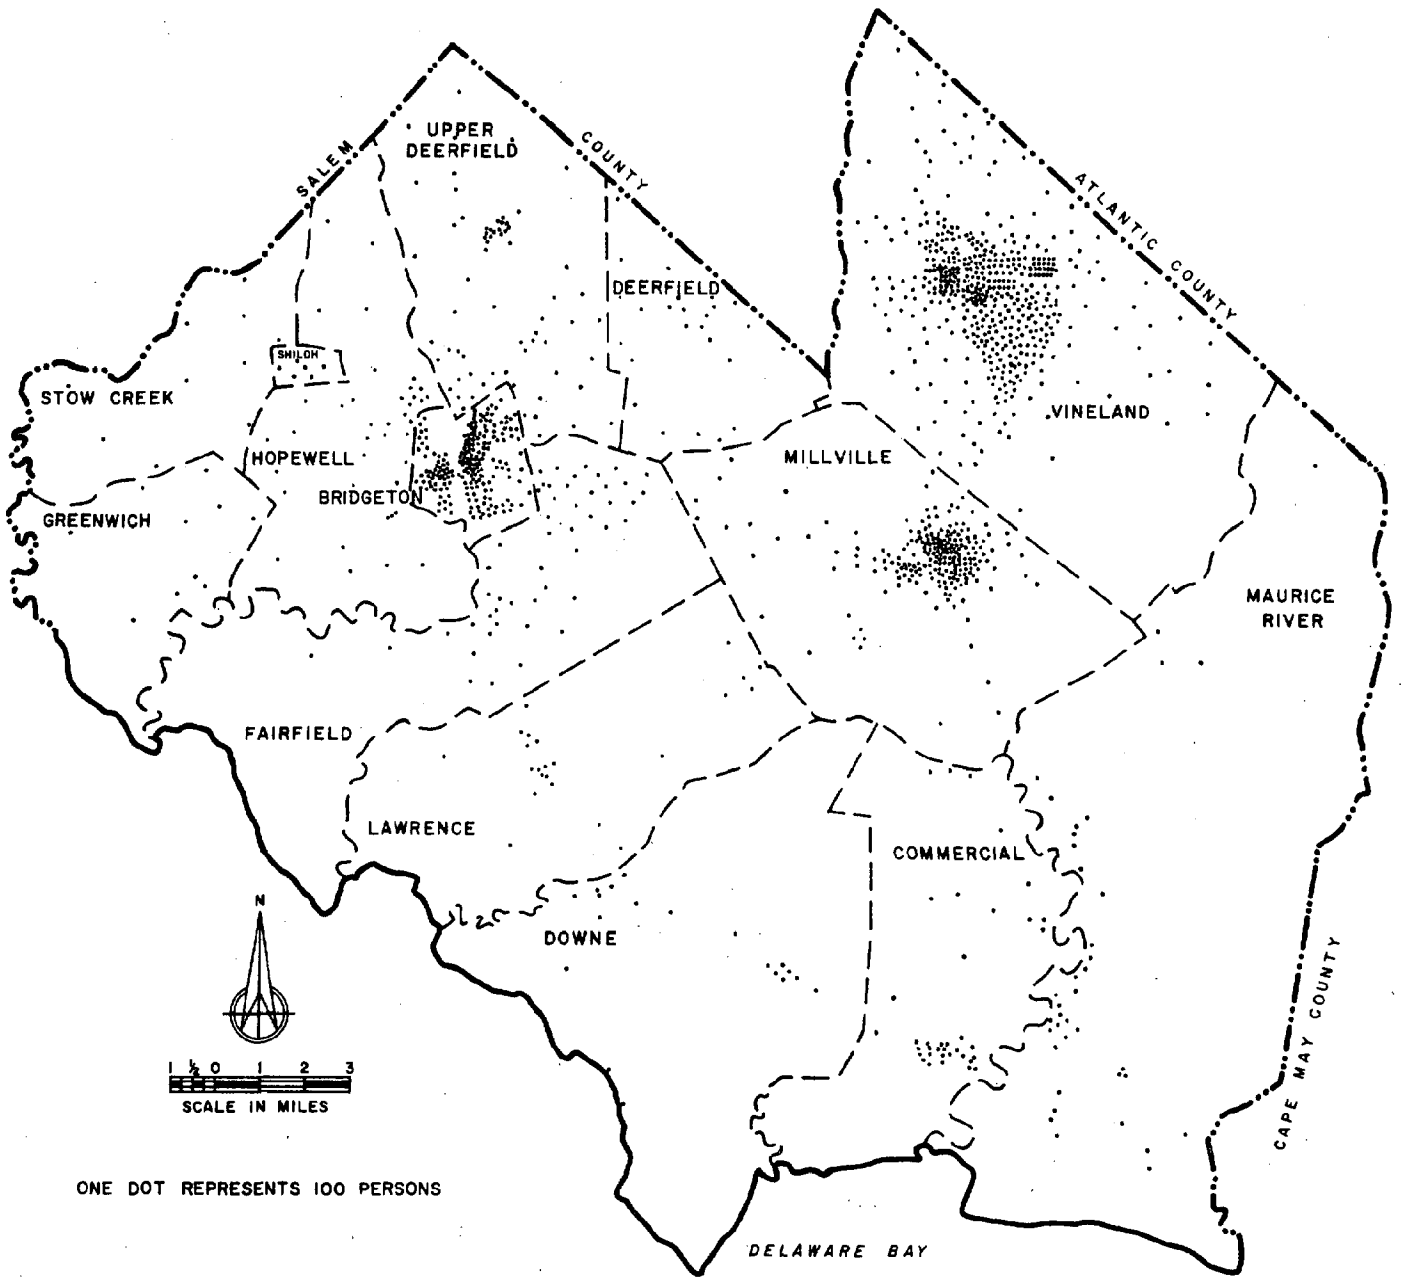 UPPER
DEERFIELD
SALEM
COUNTY
ATLANTIC COUNTY
DEERFIELD
SHILOH
STOW CREEK
VINELAND
HOPEWELL
MILLVILLE
BRIDGETON
GREENWICH
MAURICE
RIVER
FAIRFIELD
LAWRENCE
COMMERCIAL
N
DOWNE
CAPE MAY COUNTY
1 ½ 0 1 2 3
SCALE IN MILES
ONE DOT REPRESENTS 100 PERSONS
DELAWARE BAY